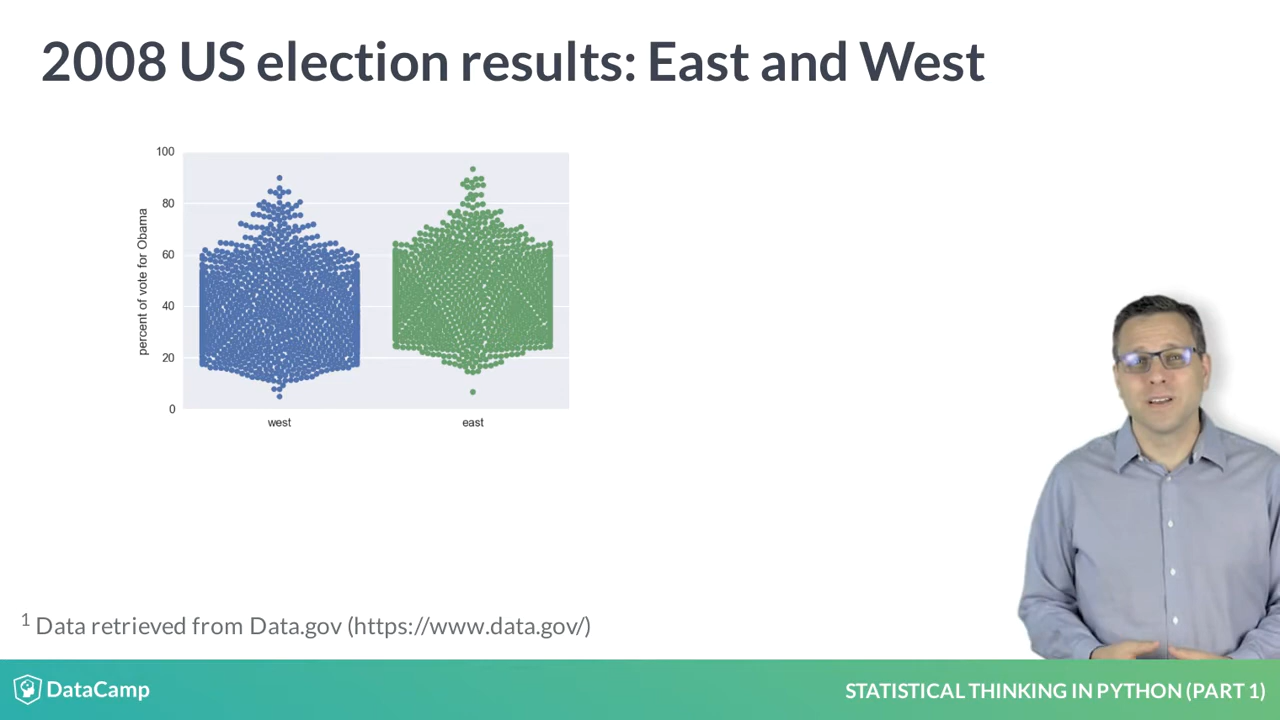 2008 US election results: East and West
100
80
60
40
20
0
percent of vote for Obama
west
east
1 Data retrieved from Data.gov (https://www.data.gov/)
DataCamp
STATISTICAL THINKING IN PYTHON (PART 1)